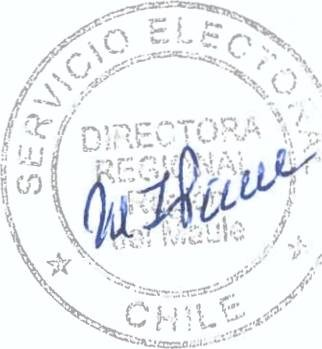 SERVICIO ELECTORAL
DIRECTORA
REGIONAL
del Maule
CHILE